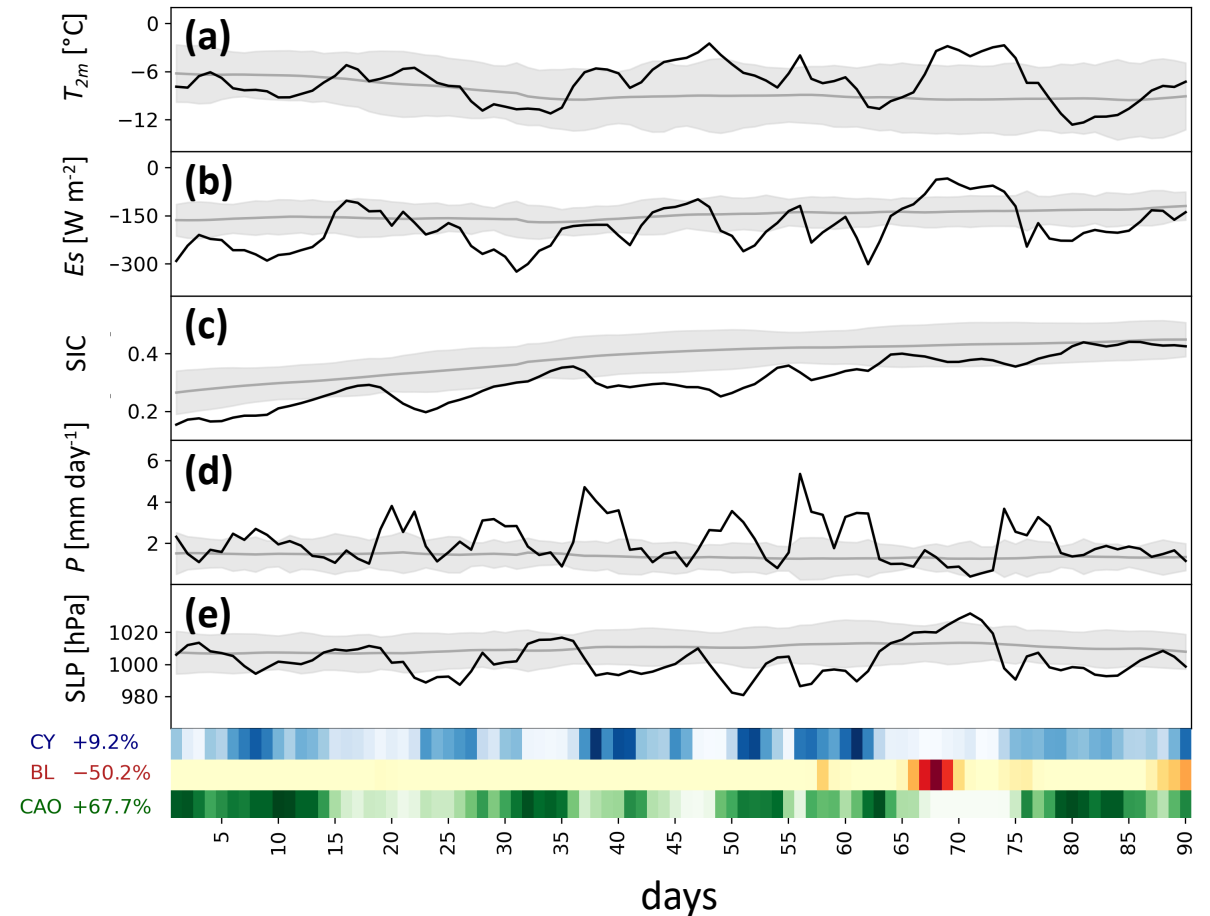 (a)
T2m [°C]
0
−6
−12
(b)
Es [W m-2]
0
−150
−300
(c)
SIC
0.4
0.2
(d)
P [mm day-1]
6
4
2
(e)
SLP [hPa]
1020
1000
980
CY +9.2%
BL −50.2%
CAO +67.7%
5 10 15 20 25 30 35 40 45 50 55 60 65 70 75 80 85 90
days